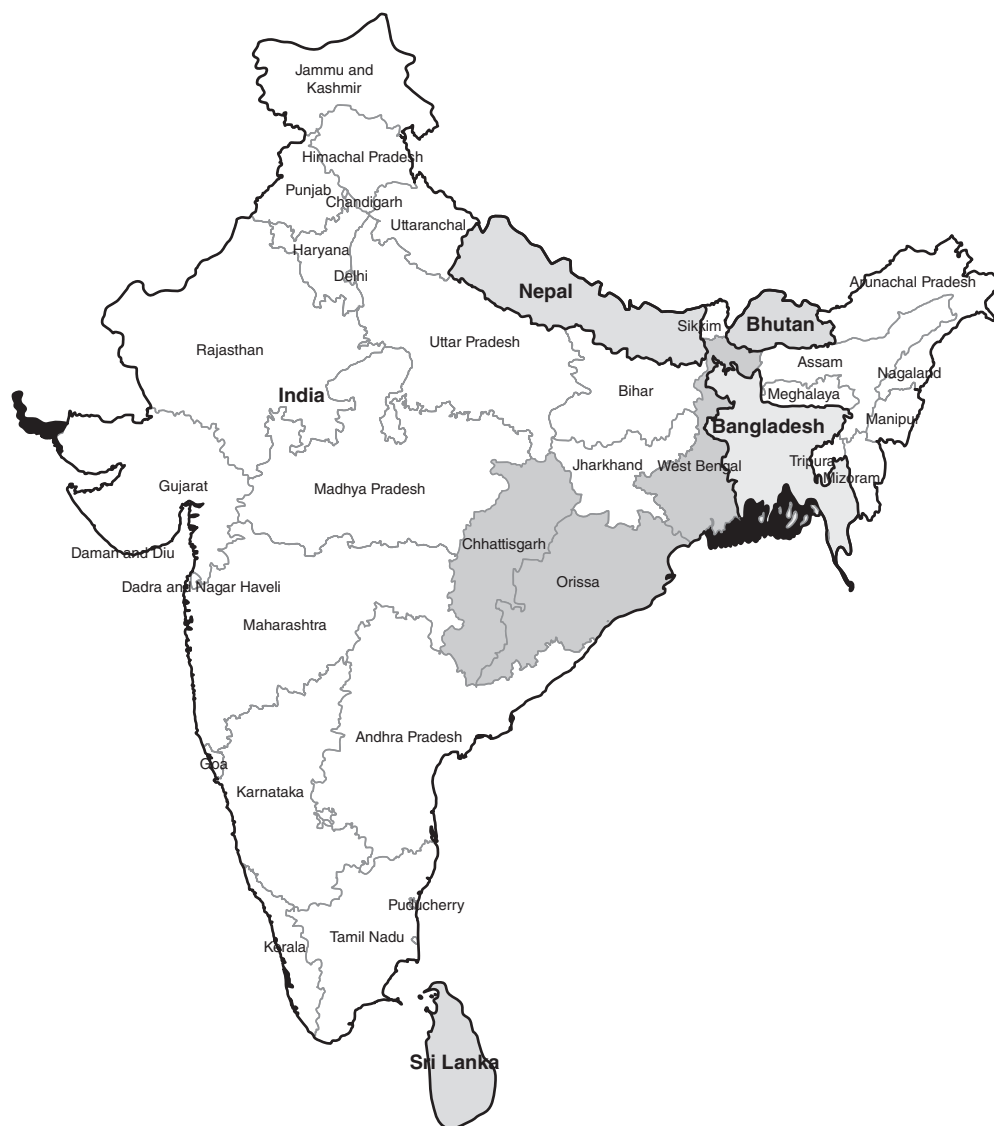 Jammu and
Kashmir
Himachal Pradesh
Punjab
Chandigarh
Uttaranchal
Haryana
Delhi
Nepal
Arunachal Pradesh
Sikkim
Bhutan
Uttar Pradesh
Rajasthan
Assam
Nagaland
Bihar
India
Meghalaya
Manipur
Bangladesh
Jharkhand
West Bengal
Tripura
Mizoram
Gujarat
Madhya Pradesh
Chhattisgarh
Daman and Diu
Orissa
Dadra and Nagar Haveli
Maharashtra
Andhra Pradesh
Goa
Karnataka
Puducherry
Tamil Nadu
Kerala
Sri Lanka